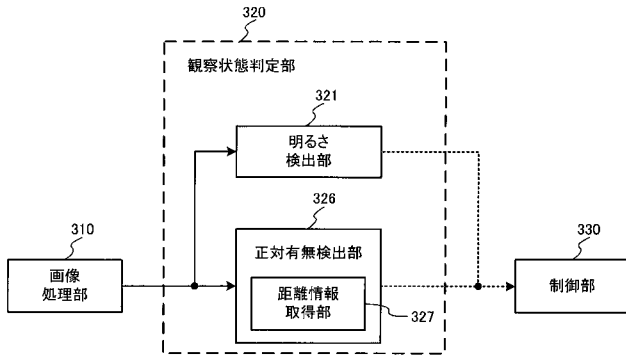 320
観察状態判定部
321
明るさ
検出部
326
310
330
正対有無検出部
画像
処理部
制御部
距離情報
取得部
327